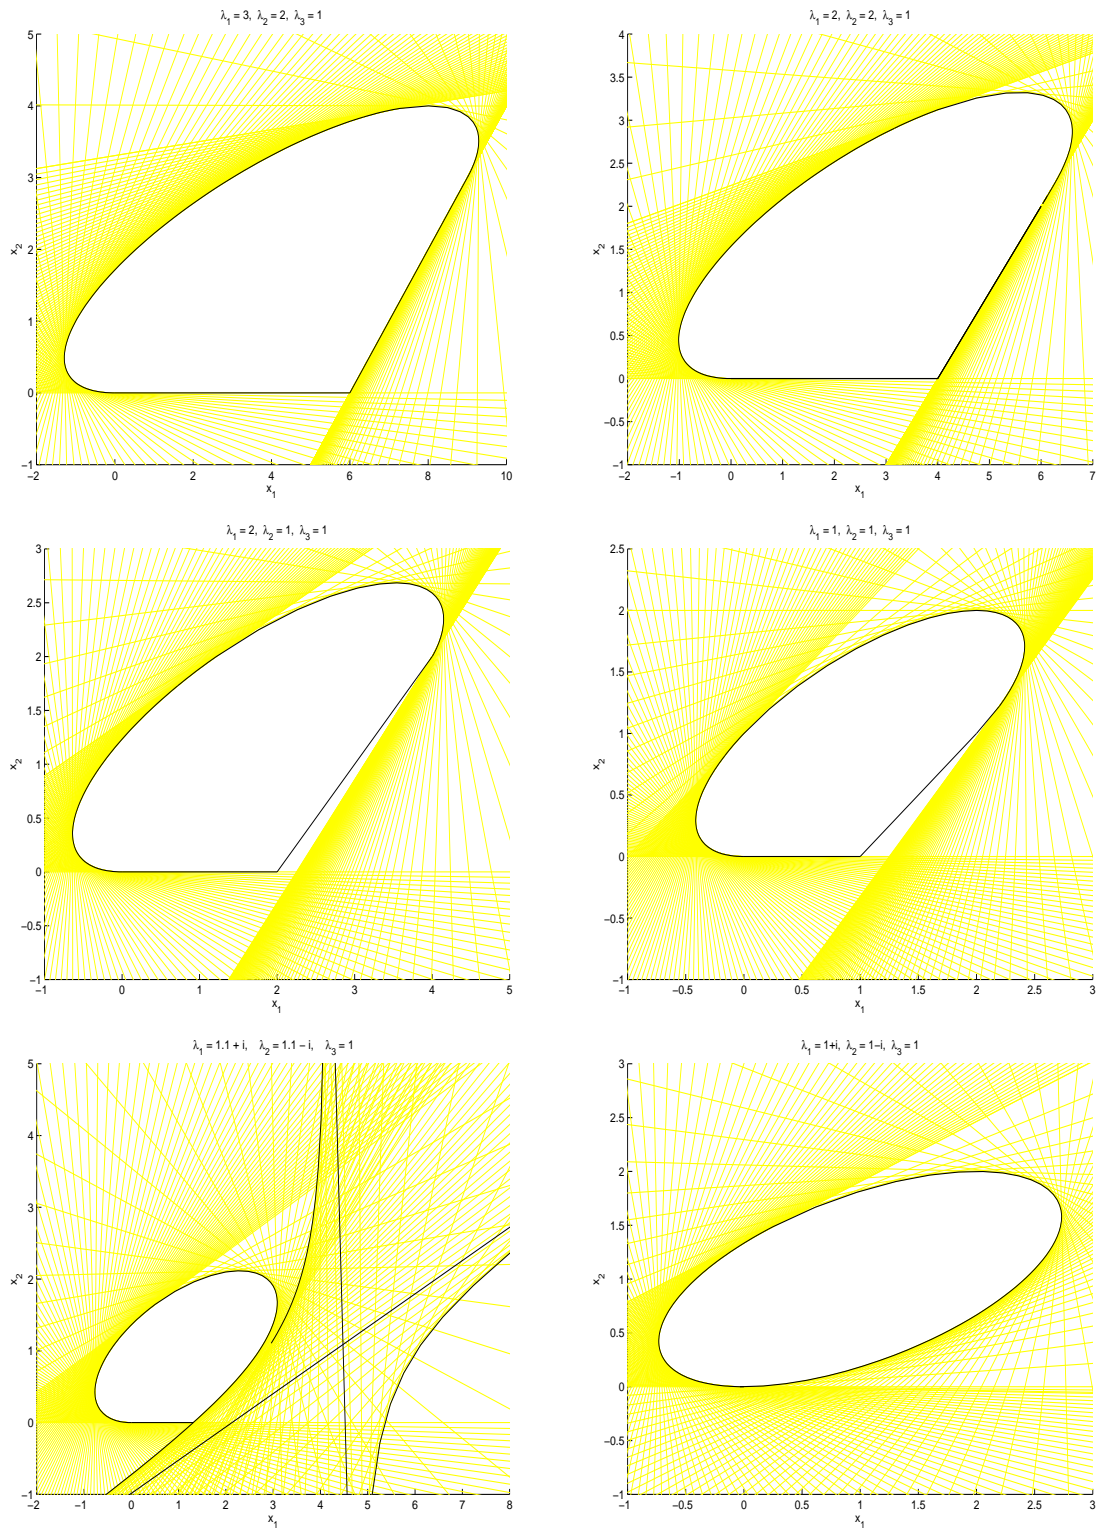 λ₁ = 3, λ₂ = 2, λ₃ = 1
5
4
3
2
1
0
−1
x₂
−2 0 2 4 6 8 10
x₁
λ₁ = 2, λ₂ = 2, λ₃ = 1
4
3.5
3
2.5
2
1.5
1
0.5
0
−0.5
−1
x₂
−2 −1 0 1 2 3 4 5 6 7
x₁
λ₁ = 2, λ₂ = 1, λ₃ = 1
3
2.5
2
1.5
1
0.5
0
−0.5
−1
x₂
−1 0 1 2 3 4 5
x₁
λ₁ = 1, λ₂ = 1, λ₃ = 1
2.5
2
1.5
1
0.5
0
−0.5
−1
x₂
−1 −0.5 0 0.5 1 1.5 2 2.5 3
x₁
λ₁ = 1.1 + i, λ₂ = 1.1 − i, λ₃ = 1
5
4
3
2
1
0
−1
x₂
−2 −1 0 1 2 3 4 5 6 7 8
x₁
λ₁ = 1+i, λ₂ = 1−i, λ₃ = 1
3
2.5
2
1.5
1
0.5
0
−0.5
−1
x₂
−1 −0.5 0 0.5 1 1.5 2 2.5 3
x₁